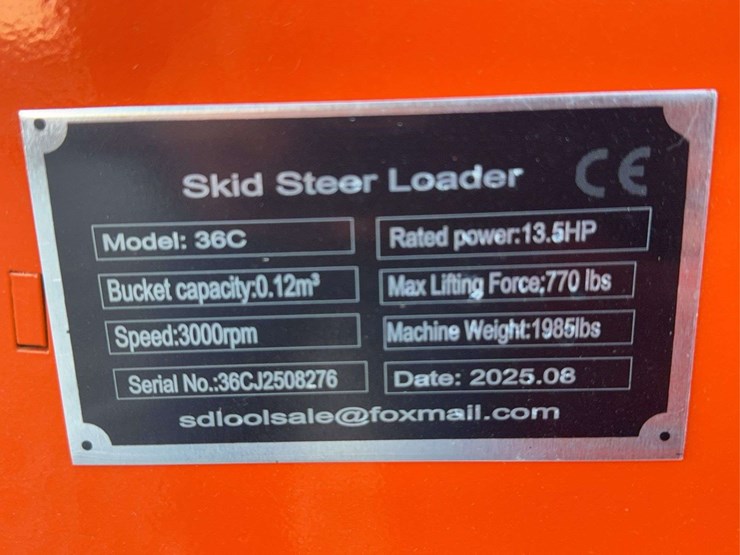 Skid Steer Loader CE
Model: 36C
Rated power:13.5HP
Bucket capacity:0.12m³
Max Lifting Force;770 lbs
Speed:3000rpm
Machine Weight:1985lbs
Serial No.:36CJ2508276
Date: 2025.08
sdloolsale@foxmail.com